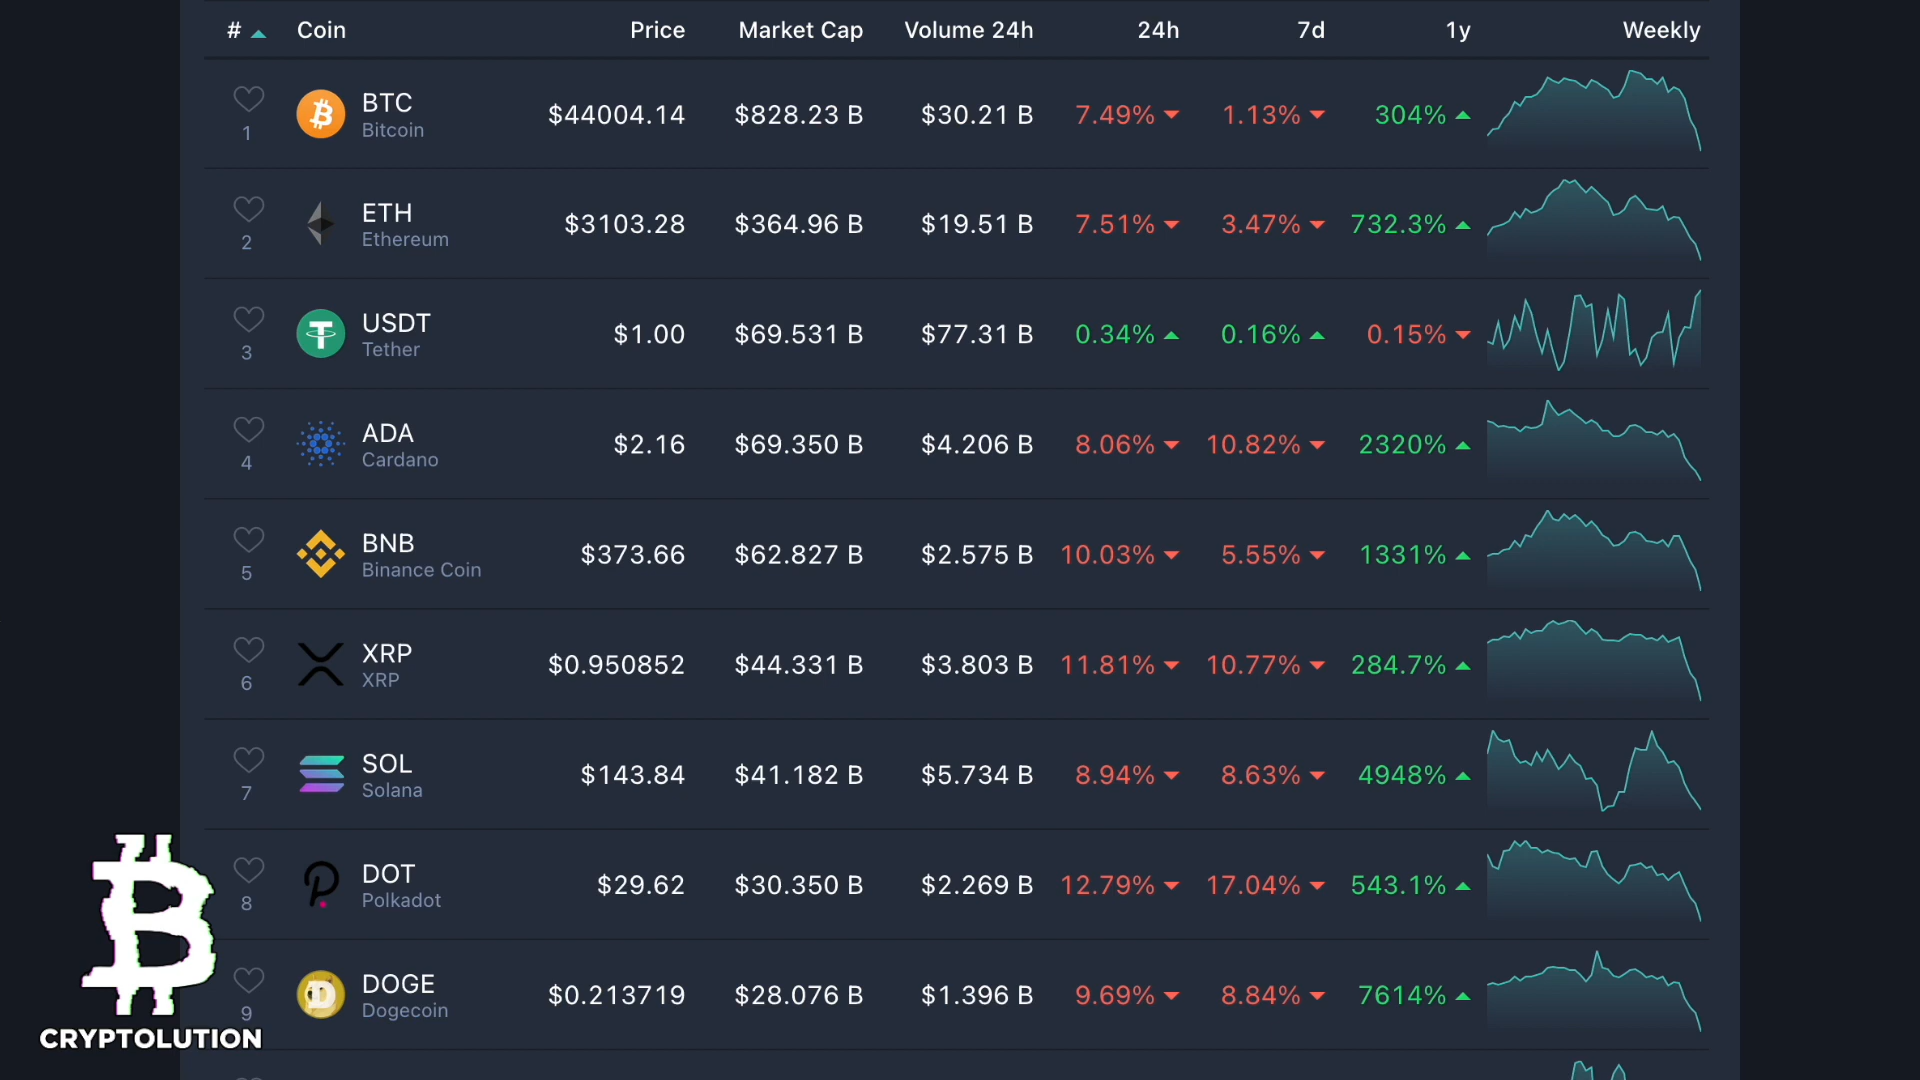 # Coin Price Market Cap Volume 24h 24h 7d 1y Weekly
1 BTC Bitcoin $44004.14 $828.23 B $30.21 B 7.49% 1.13% 304%
2 ETH Ethereum $3103.28 $364.96 B $19.51 B 7.51% 3.47% 732.3%
3 USDT Tether $1.00 $69.531 B $77.31 B 0.34% 0.16% 0.15%
4 ADA Cardano $2.16 $69.350 B $4.206 B 8.06% 10.82% 2320%
5 BNB Binance Coin $373.66 $62.827 B $2.575 B 10.03% 5.55% 1331%
6 XRP XRP $0.950852 $44.331 B $3.803 B 11.81% 10.77% 284.7%
7 SOL Solana $143.84 $41.182 B $5.734 B 8.94% 8.63% 4948%
8 DOT Polkadot $29.62 $30.350 B $2.269 B 12.79% 17.04% 543.1%
9 DOGE Dogecoin $0.213719 $28.076 B $1.396 B 9.69% 8.84% 7614%
CRYPTOLUTION